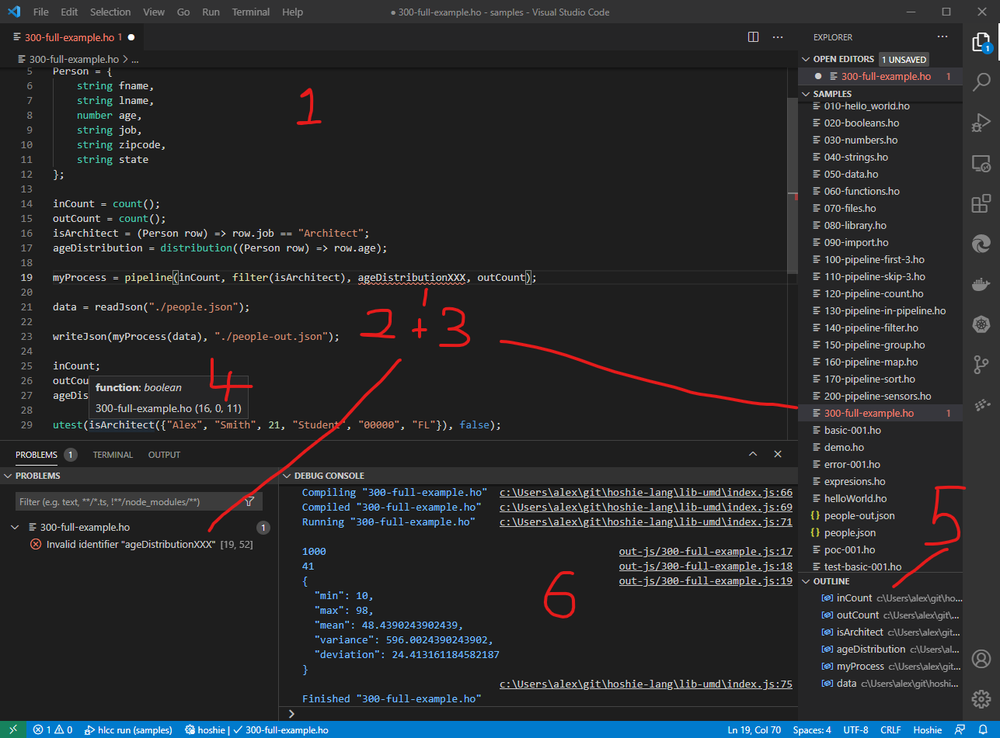 File Edit Selection View Go Run Terminal Help
● 300-full-example.ho - samples - Visual Studio Code
300-full-example.ho 1 ●
300-full-example.ho > ...
5 Person = {
6 string fname,
7 string lname,
8 number age,
9 string job,
10 string zipcode,
11 string state
12 };
13
14 inCount = count();
15 outCount = count();
16 isArchitect = (Person row) => row.job == "Architect";
17 ageDistribution = distribution((Person row) => row.age);
18
19 myProcess = pipeline(inCount, filter(isArchitect), ageDistributionXXX, outCount);
20
21 data = readJson("./people.json");
22
23 writeJson(myProcess(data), "./people-out.json");
24
25 inCount;
26 outCou
27 ageDis
28
29 utest(isArchitect({"Alex", "Smith", 21, "Student", "00000", "FL"}), false);
function: boolean
300-full-example.ho (16, 0, 11)
1
2 + 3
4
5
6
PROBLEMS 1 TERMINAL OUTPUT
PROBLEMS
Filter (e.g. text, **/*.ts, !**/node_modules/**)
300-full-example.ho 1
Invalid identifier "ageDistributionXXX" [19, 52]
DEBUG CONSOLE
Compiling "300-full-example.ho" c:\Users\alex\git\hoshie-lang\lib-umd\index.js:66
Compiled "300-full-example.ho" c:\Users\alex\git\hoshie-lang\lib-umd\index.js:69
Running "300-full-example.ho" c:\Users\alex\git\hoshie-lang\lib-umd\index.js:71
1000 out-js/300-full-example.js:17
41 out-js/300-full-example.js:18
{ out-js/300-full-example.js:19
"min": 10,
"max": 98,
"mean": 48.4390243902439,
"variance": 596.0024390243902,
"deviation": 24.413161184582187
}
c:\Users\alex\git\hoshie-lang\lib-umd\index.js:75
Finished "300-full-example.ho"
>
EXPLORER
OPEN EDITORS 1 UNSAVED
● 300-full-example.ho 1
SAMPLES
010-hello_world.ho
020-booleans.ho
030-numbers.ho
040-strings.ho
050-data.ho
060-functions.ho
070-files.ho
080-library.ho
090-import.ho
100-pipeline-first-3.ho
110-pipeline-skip-3.ho
120-pipeline-count.ho
130-pipeline-in-pipeline.ho
140-pipeline-filter.ho
150-pipeline-group.ho
160-pipeline-map.ho
170-pipeline-sort.ho
200-pipeline-sensors.ho
300-full-example.ho 1
basic-001.ho
demo.ho
error-001.ho
expresions.ho
helloWorld.ho
{} people-out.json
{} people.json
poc-001.ho
test-basic-001.ho
OUTLINE
inCount c:\Users\alex\git\ho...
outCount c:\Users\alex\git\...
isArchitect c:\Users\alex\git...
ageDistribution c:\Users\al...
myProcess c:\Users\alex\git...
data c:\Users\alex\git\hoshi...
1
1 0 hlcc run (samples) hoshie | ✓ 300-full-example.ho
Ln 19, Col 70 Spaces: 4 UTF-8 CRLF Hoshie